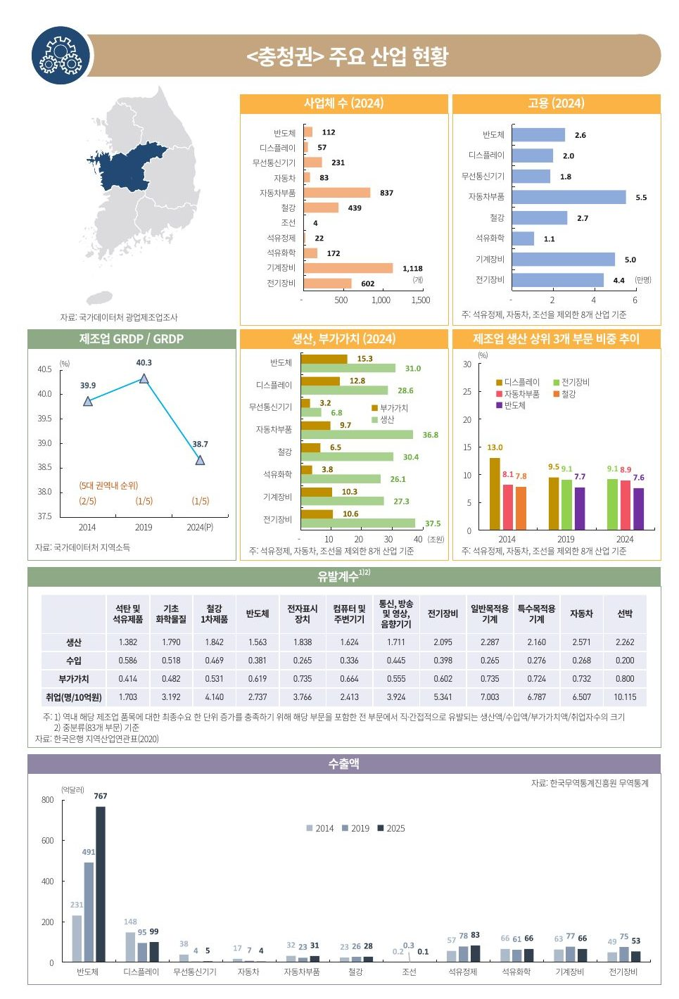 <충청권> 주요 산업 현황
자료: 국가데이터처 광업제조업조사
사업체 수 (2024)
반도체 112
디스플레이 57
무선통신기기 231
자동차 83
자동차부품 837
철강 439
조선 4
석유정제 22
석유화학 172
기계장비 1,118
(개)
전기장비 602
- 500 1,000 1,500
고용 (2024)
반도체 2.6
디스플레이 2.0
무선통신기기 1.8
자동차부품 5.5
철강 2.7
석유화학 1.1
기계장비 5.0
전기장비 4.4 (만명)
- 2 4 6
주: 석유정제, 자동차, 조선을 제외한 8개 산업 기준
제조업 GRDP / GRDP
(%)
40.5
40.0
39.5
39.0
38.5
38.0
37.5
39.9
40.3
38.7
(5대 권역내 순위)
(2/5) (1/5) (1/5)
2014 2019 2024(P)
자료: 국가데이터처 지역소득
생산, 부가가치 (2024)
반도체 15.3 31.0
디스플레이 12.8 28.6
무선통신기기 3.2 6.8
자동차부품 9.7 36.8
철강 6.5 30.4
석유화학 3.8 26.1
기계장비 10.3 27.3
전기장비 10.6 37.5
부가가치
생산
- 10 20 30 40 (조원)
주: 석유정제, 자동차, 조선을 제외한 8개 산업 기준
제조업 생산 상위 3개 부문 비중 추이
(%)
30
25
20
15
10
5
0
디스플레이 전기장비
자동차부품 철강
반도체
13.0 8.1 7.8
9.5 9.1 7.7
9.1 8.9 7.6
2014 2019 2024
주: 석유정제, 자동차, 조선을 제외한 8개 산업 기준
유발계수1)2)
석탄 및 석유제품 기초 화학물질 철강 1차제품 반도체 전자표시 장치 컴퓨터 및 주변기기 통신, 방송 및 영상, 음향기기 전기장비 일반목적용 기계 특수목적용 기계 자동차 선박
생산 1.382 1.790 1.842 1.563 1.838 1.624 1.711 2.095 2.287 2.160 2.571 2.262
수입 0.586 0.518 0.469 0.381 0.265 0.336 0.445 0.398 0.265 0.276 0.268 0.200
부가가치 0.414 0.482 0.531 0.619 0.735 0.664 0.555 0.602 0.735 0.724 0.732 0.800
취업(명/10억원) 1.703 3.192 4.140 2.737 3.766 2.413 3.924 5.341 7.003 6.787 6.507 10.115
주: 1) 역내 해당 제조업 품목에 대한 최종수요 한 단위 증가를 충족하기 위해 해당 부문을 포함한 전 부문에서 직·간접적으로 유발되는 생산액/수입액/부가가치액/취업자수의 크기
2) 중분류(83개 부문) 기준
자료: 한국은행 지역산업연관표(2020)
수출액
자료: 한국무역통계진흥원 무역통계
(억달러)
800
600
400
200
0
2014 2019 2025
231 491 767
148 95 99
38 4 5
17 7 4
32 23 31
23 26 28
0.2 0.3 0.1
57 78 83
66 61 66
63 77 66
49 75 53
반도체 디스플레이 무선통신기기 자동차 자동차부품 철강 조선 석유정제 석유화학 기계장비 전기장비